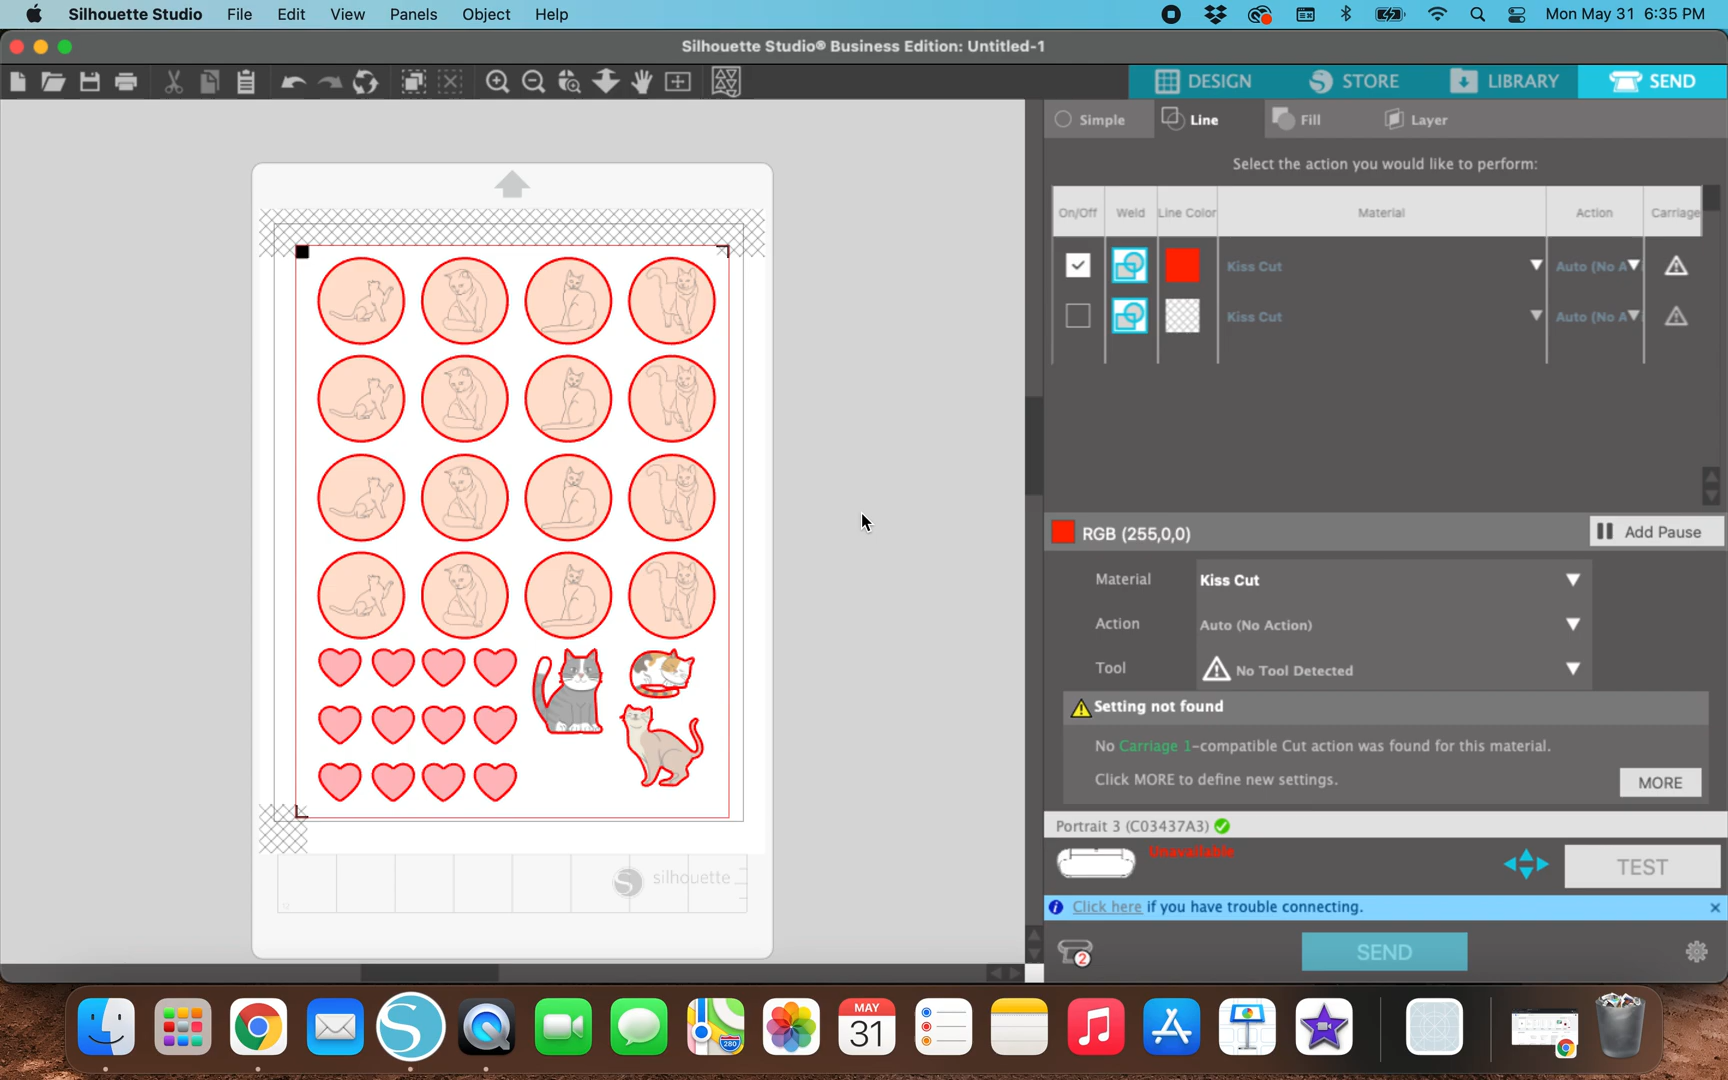 Silhouette Studio File Edit View Panels Object Help Mon May 31 6:35 PM
Silhouette Studio® Business Edition: Untitled-1
DESIGN STORE LIBRARY SEND
Simple Line Fill Layer
Select the action you would like to perform:
On/Off Weld Line Color Material Action Carriage
Kiss Cut Auto (No A
Kiss Cut Auto (No A
RGB (255,0,0) Add Pause
Material Kiss Cut
Action Auto (No Action)
Tool No Tool Detected
Setting not found
No Carriage 1-compatible Cut action was found for this material.
Click MORE to define new settings. MORE
Portrait 3 (C03437A3)
Unavailable
TEST
silhouette
Click here if you have trouble connecting.
2 SEND
MAY
31
280